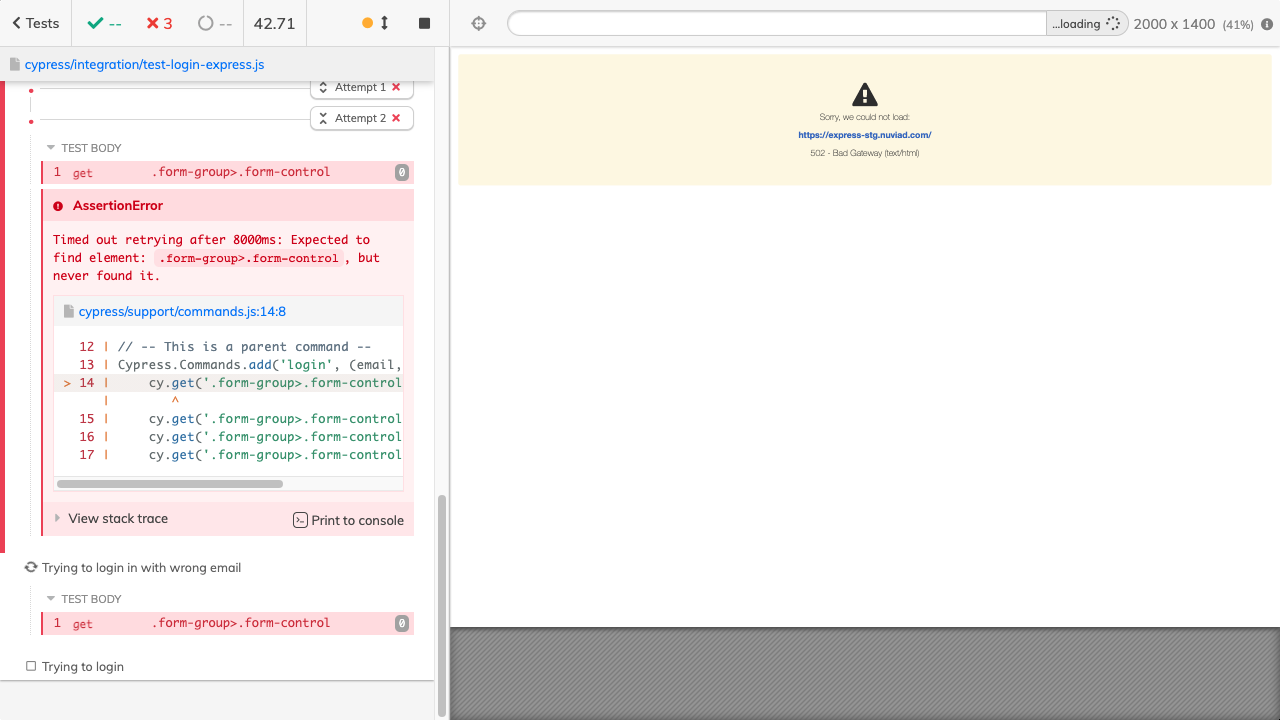 Tests
--
3
--
42.71
...loading
2000 x 1400 (41%)
cypress/integration/test-login-express.js
Attempt 1
Attempt 2
TEST BODY
1 get .form-group>.form-control 0
AssertionError
Timed out retrying after 8000ms: Expected to
find element: .form-group>.form-control, but
never found it.
cypress/support/commands.js:14:8
12 | // -- This is a parent command --
13 | Cypress.Commands.add('login', (email,
> 14 |     cy.get('.form-group>.form-control
|        ^
15 |     cy.get('.form-group>.form-control
16 |     cy.get('.form-group>.form-control
17 |     cy.get('.form-group>.form-control
View stack trace
Print to console
Trying to login in with wrong email
TEST BODY
1 get .form-group>.form-control 0
Trying to login
Sorry, we could not load:
https://express-stg.nuviad.com/
502 - Bad Gateway (text/html)